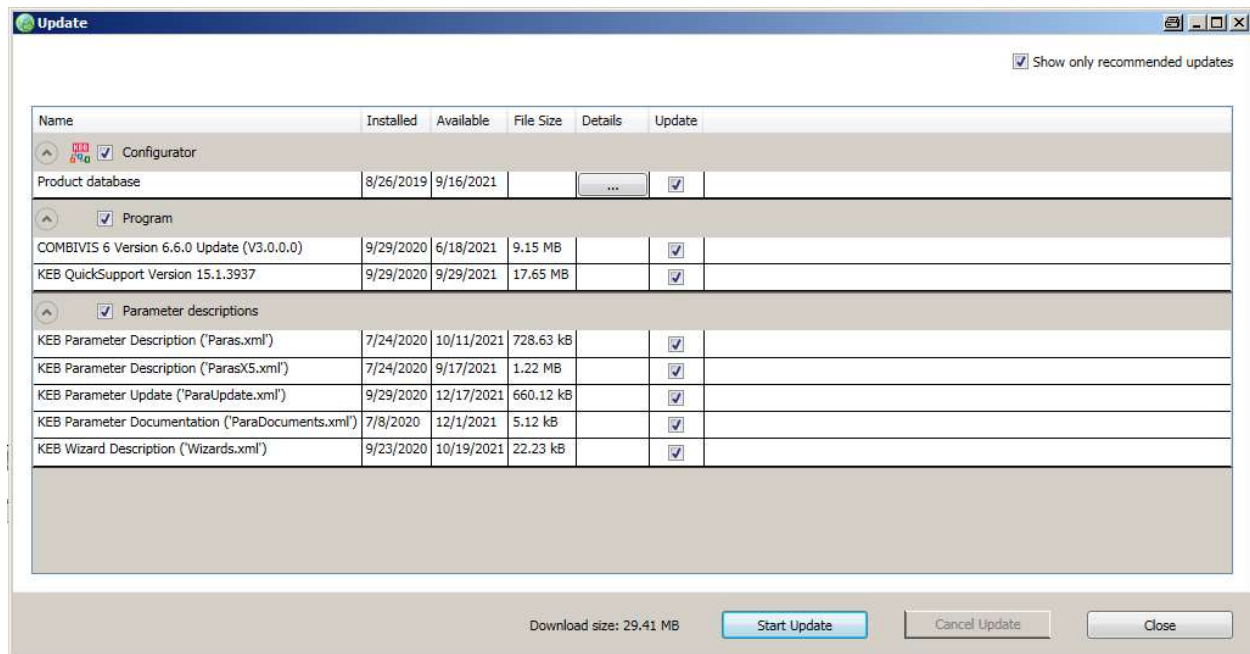 Update
Show only recommended updates
Name Installed Available File Size Details Update
Configurator
Product database 8/26/2019 9/16/2021 ...
Program
COMBIVIS 6 Version 6.6.0 Update (V3.0.0.0) 9/29/2020 6/18/2021 9.15 MB
KEB QuickSupport Version 15.1.3937 9/29/2020 9/29/2021 17.65 MB
Parameter descriptions
KEB Parameter Description ('Paras.xml') 7/24/2020 10/11/2021 728.63 kB
KEB Parameter Description ('ParasX5.xml') 7/24/2020 9/17/2021 1.22 MB
KEB Parameter Update ('ParaUpdate.xml') 9/29/2020 12/17/2021 660.12 kB
KEB Parameter Documentation ('ParaDocuments.xml') 7/8/2020 12/1/2021 5.12 kB
KEB Wizard Description ('Wizards.xml') 9/23/2020 10/19/2021 22.23 kB
Download size: 29.41 MB Start Update Cancel Update Close